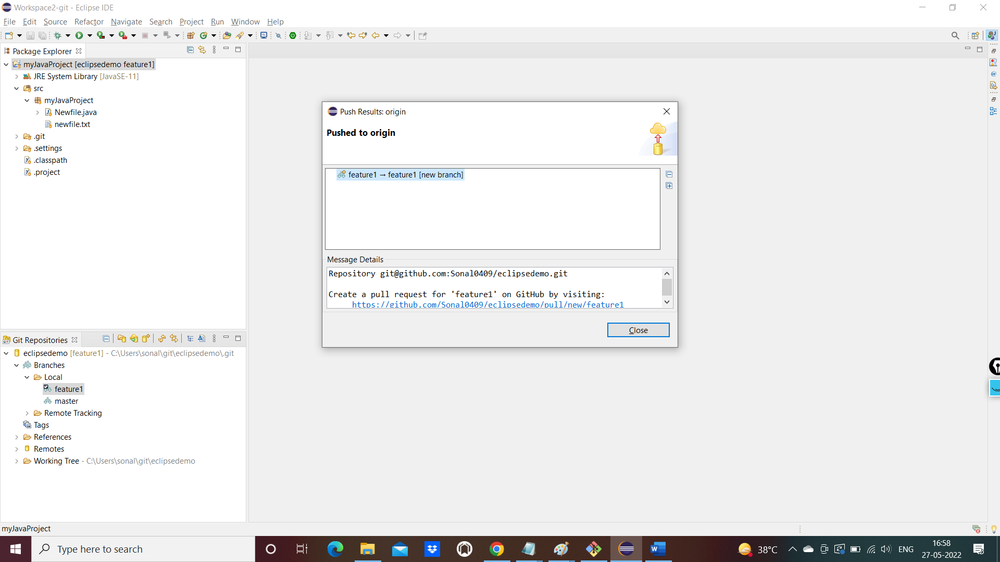 Workspace2-git - Eclipse IDE
File Edit Source Refactor Navigate Search Project Run Window Help
Package Explorer
myJavaProject [eclipsedemo feature1]
JRE System Library [JavaSE-11]
src
myJavaProject
Newfile.java
newfile.txt
.git
.settings
.classpath
.project
Push Results: origin
Pushed to origin
feature1 → feature1 [new branch]
Message Details
Repository git@github.com:Sonal0409/eclipsedemo.git
Create a pull request for 'feature1' on GitHub by visiting:
https://github.com/Sonal0409/eclipsedemo/pull/new/feature1
Close
Git Repositories
eclipsedemo [feature1] - C:\Users\sonal\git\eclipsedemo\.git
Branches
Local
feature1
master
Remote Tracking
Tags
References
Remotes
Working Tree - C:\Users\sonal\git\eclipsedemo
myJavaProject
Type here to search
38°C
ENG
16:58
27-05-2022